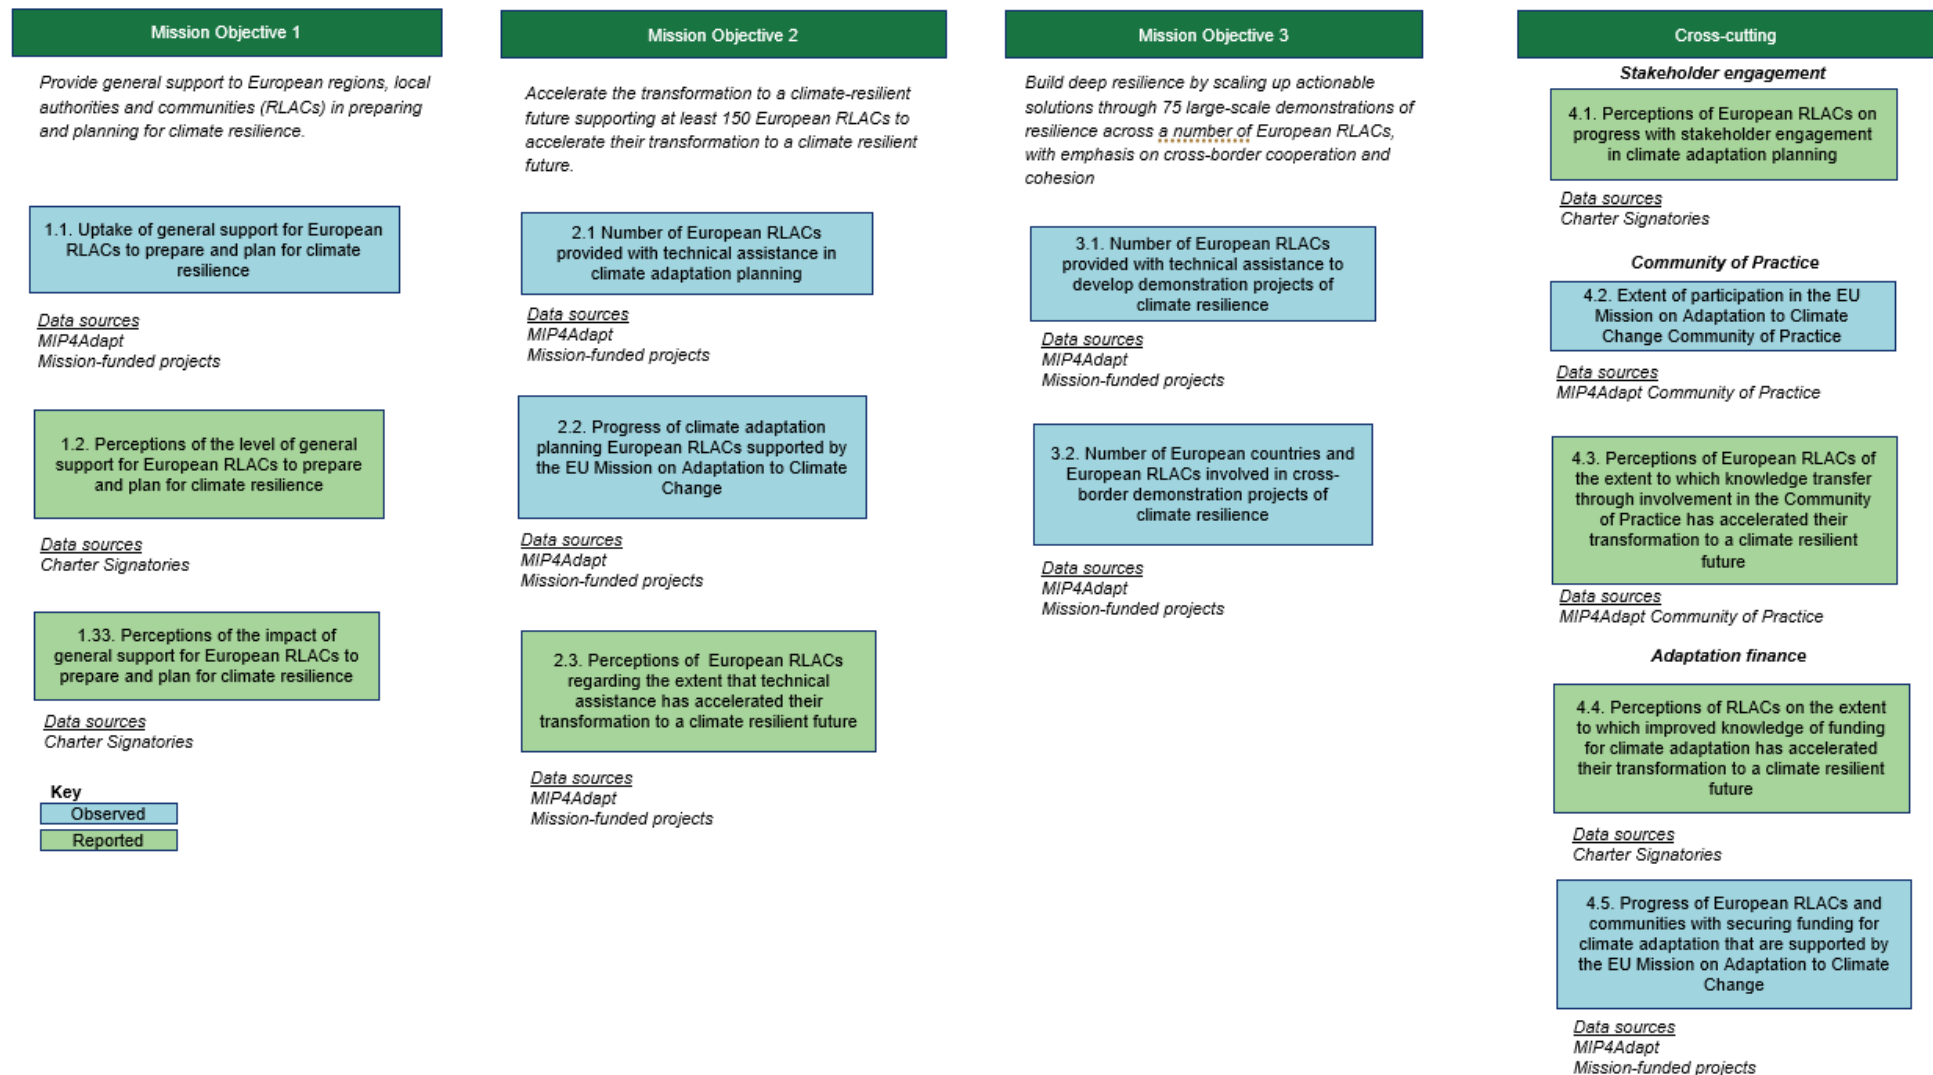 Mission Objective 1
Provide general support to European regions, local
authorities and communities (RLACs) in preparing
and planning for climate resilience.
1.1. Uptake of general support for European
RLACs to prepare and plan for climate
resilience
Data sources
MIP4Adapt
Mission-funded projects
1.2. Perceptions of the level of general
support for European RLACs to prepare
and plan for climate resilience
Data sources
Charter Signatories
1.33. Perceptions of the impact of
general support for European RLACs to
prepare and plan for climate resilience
Data sources
Charter Signatories
Key
Observed
Reported
Mission Objective 2
Accelerate the transformation to a climate-resilient
future supporting at least 150 European RLACs to
accelerate their transformation to a climate resilient
future.
2.1 Number of European RLACs
provided with technical assistance in
climate adaptation planning
Data sources
MIP4Adapt
Mission-funded projects
2.2. Progress of climate adaptation
planning European RLACs supported by
the EU Mission on Adaptation to Climate
Change
Data sources
MIP4Adapt
Mission-funded projects
2.3. Perceptions of European RLACs
regarding the extent that technical
assistance has accelerated their
transformation to a climate resilient future
Data sources
MIP4Adapt
Mission-funded projects
Mission Objective 3
Build deep resilience by scaling up actionable
solutions through 75 large-scale demonstrations of
resilience across a number of European RLACs,
with emphasis on cross-border cooperation and
cohesion
3.1. Number of European RLACs
provided with technical assistance to
develop demonstration projects of
climate resilience
Data sources
MIP4Adapt
Mission-funded projects
3.2. Number of European countries and
European RLACs involved in cross-
border demonstration projects of
climate resilience
Data sources
MIP4Adapt
Mission-funded projects
Cross-cutting
Stakeholder engagement
4.1. Perceptions of European RLACs on
progress with stakeholder engagement
in climate adaptation planning
Data sources
Charter Signatories
Community of Practice
4.2. Extent of participation in the EU
Mission on Adaptation to Climate
Change Community of Practice
Data sources
MIP4Adapt Community of Practice
4.3. Perceptions of European RLACs of
the extent to which knowledge transfer
through involvement in the Community
of Practice has accelerated their
transformation to a climate resilient
future
Data sources
MIP4Adapt Community of Practice
Adaptation finance
4.4. Perceptions of RLACs on the extent
to which improved knowledge of funding
for climate adaptation has accelerated
their transformation to a climate resilient
future
Data sources
Charter Signatories
4.5. Progress of European RLACs and
communities with securing funding for
climate adaptation that are supported by
the EU Mission on Adaptation to Climate
Change
Data sources
MIP4Adapt
Mission-funded projects